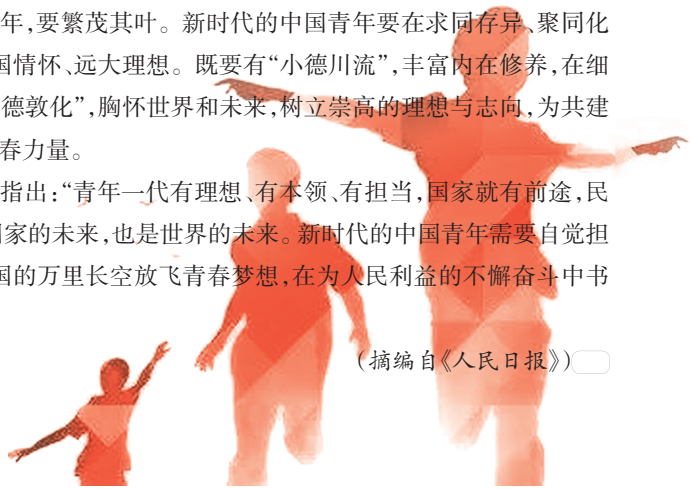 年,要繁茂其叶。新时代的中国青年要在求同存异、聚同化
国情怀、远大理想。既要有“小德川流”,丰富内在修养,在细
德敦化”,胸怀世界和未来,树立崇高的理想与志向,为共建
春力量。
指出:“青年一代有理想、有本领、有担当,国家就有前途,民
国家的未来,也是世界的未来。新时代的中国青年需要自觉担
国的万里长空放飞青春梦想,在为人民利益的不懈奋斗中书
(摘编自《人民日报》)